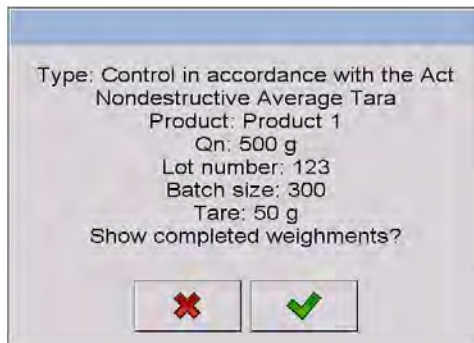 Type: Control in accordance with the Act
Nondestructive Average Tara
Product: Product 1
Qn: 500 g
Lot number: 123
Batch size: 300
Tare: 50 g
Show completed weighments?